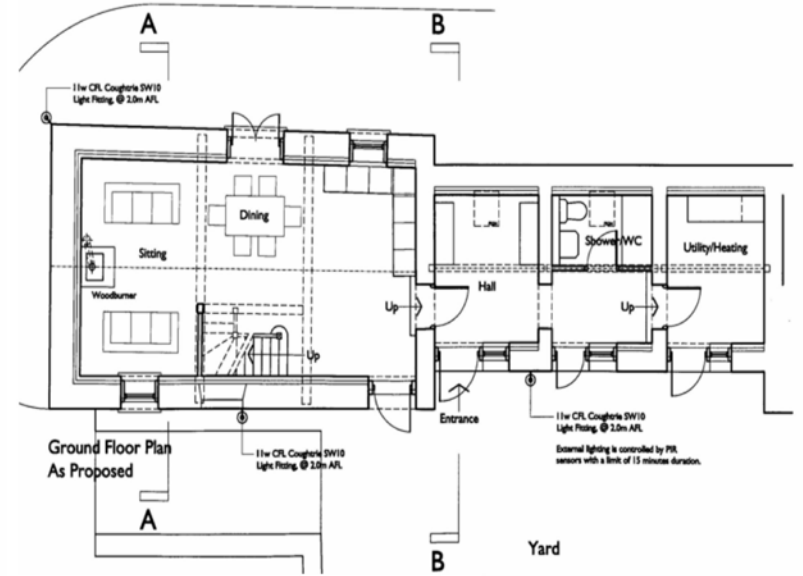 A
B
11w CFL Coughtrie SW10
Light Fitting, @ 2.0m AFL
Dining
Sitting
Woodburner
Shower/WC
Utility/Heating
Hall
Up
Up
Up
Entrance
11w CFL Coughtrie SW10
Light Fitting, @ 2.0m AFL
External lighting is controlled by PIR
sensors with a limit of 15 minutes duration.
11w CFL Coughtrie SW10
Light Fitting, @ 2.0m AFL
Ground Floor Plan
As Proposed
A
B
Yard